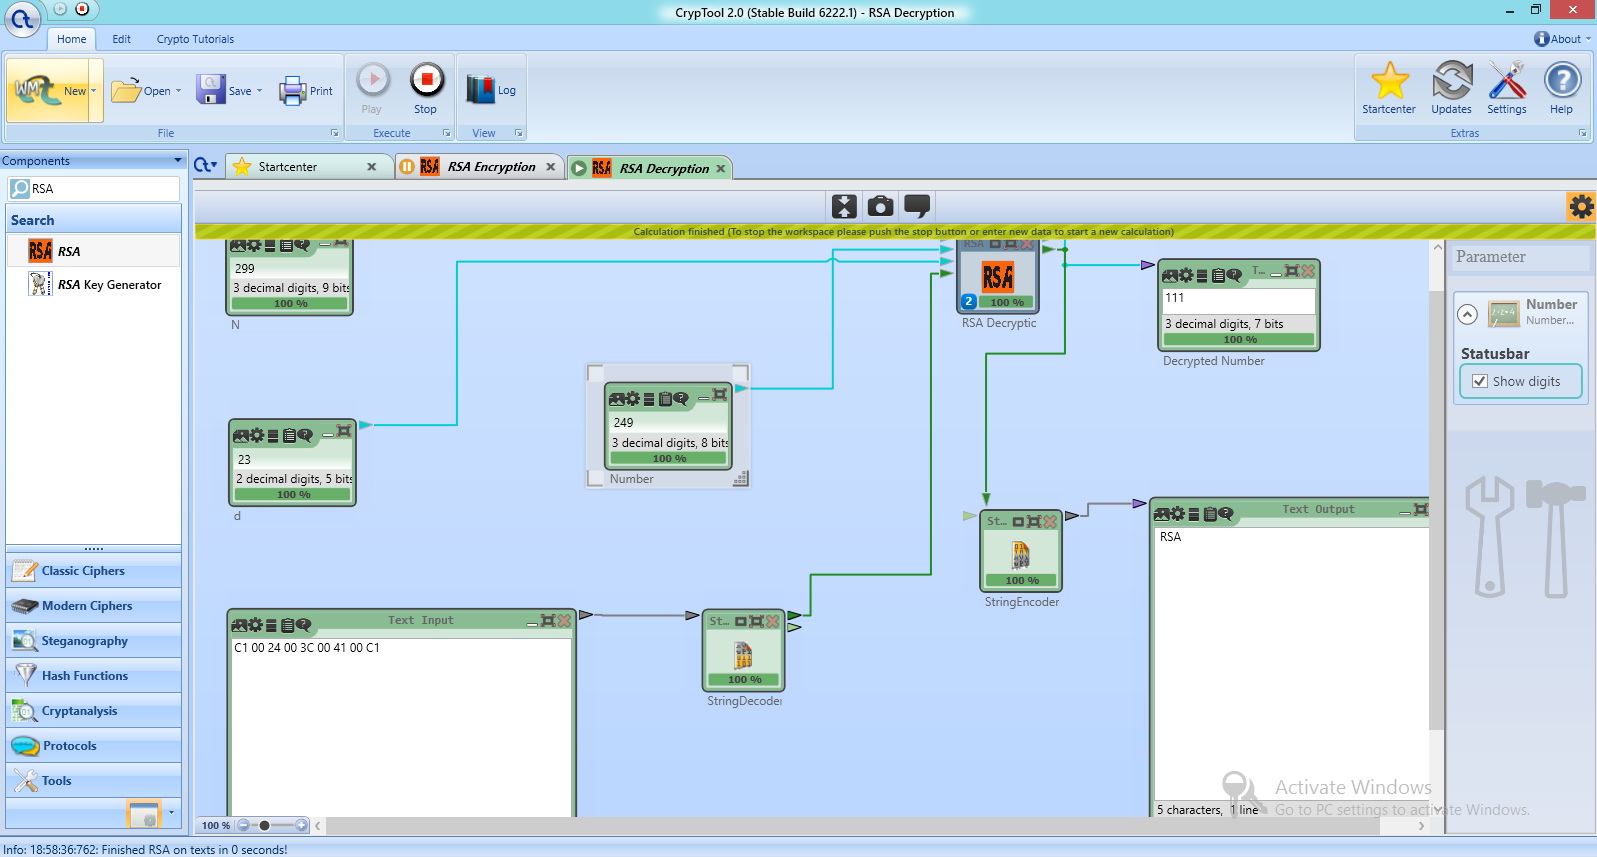 CrypTool 2.0 (Stable Build 6222.1) - RSA Decryption
Home Edit Crypto Tutorials About
New Open Save Print Play Stop Log Startcenter Updates Settings Help
File Execute View Extras
Components
RSA
Search
RSA
RSA Key Generator
Classic Ciphers
Modern Ciphers
Steganography
Hash Functions
Cryptanalysis
Protocols
Tools
Startcenter RSA Encryption RSA Decryption
Calculation finished (To stop the workspace please push the stop button or enter new data to start a new calculation)
299
3 decimal digits, 9 bits
100 %
N
23
2 decimal digits, 5 bits
100 %
d
249
3 decimal digits, 8 bits
100 %
Number
RSA
RSA
2 100 %
RSA Decryptic
T...
111
3 decimal digits, 7 bits
100 %
Decrypted Number
St...
100 %
StringEncoder
Text Output
RSA
5 characters, 1 line
Text Input
C1 00 24 00 3C 00 41 00 C1
St...
100 %
StringDecoder
Parameter
Number
Number...
Statusbar
Show digits
Activate Windows
Go to PC settings to activate Windows.
100 %
Info: 18:58:36:762: Finished RSA on texts in 0 seconds!